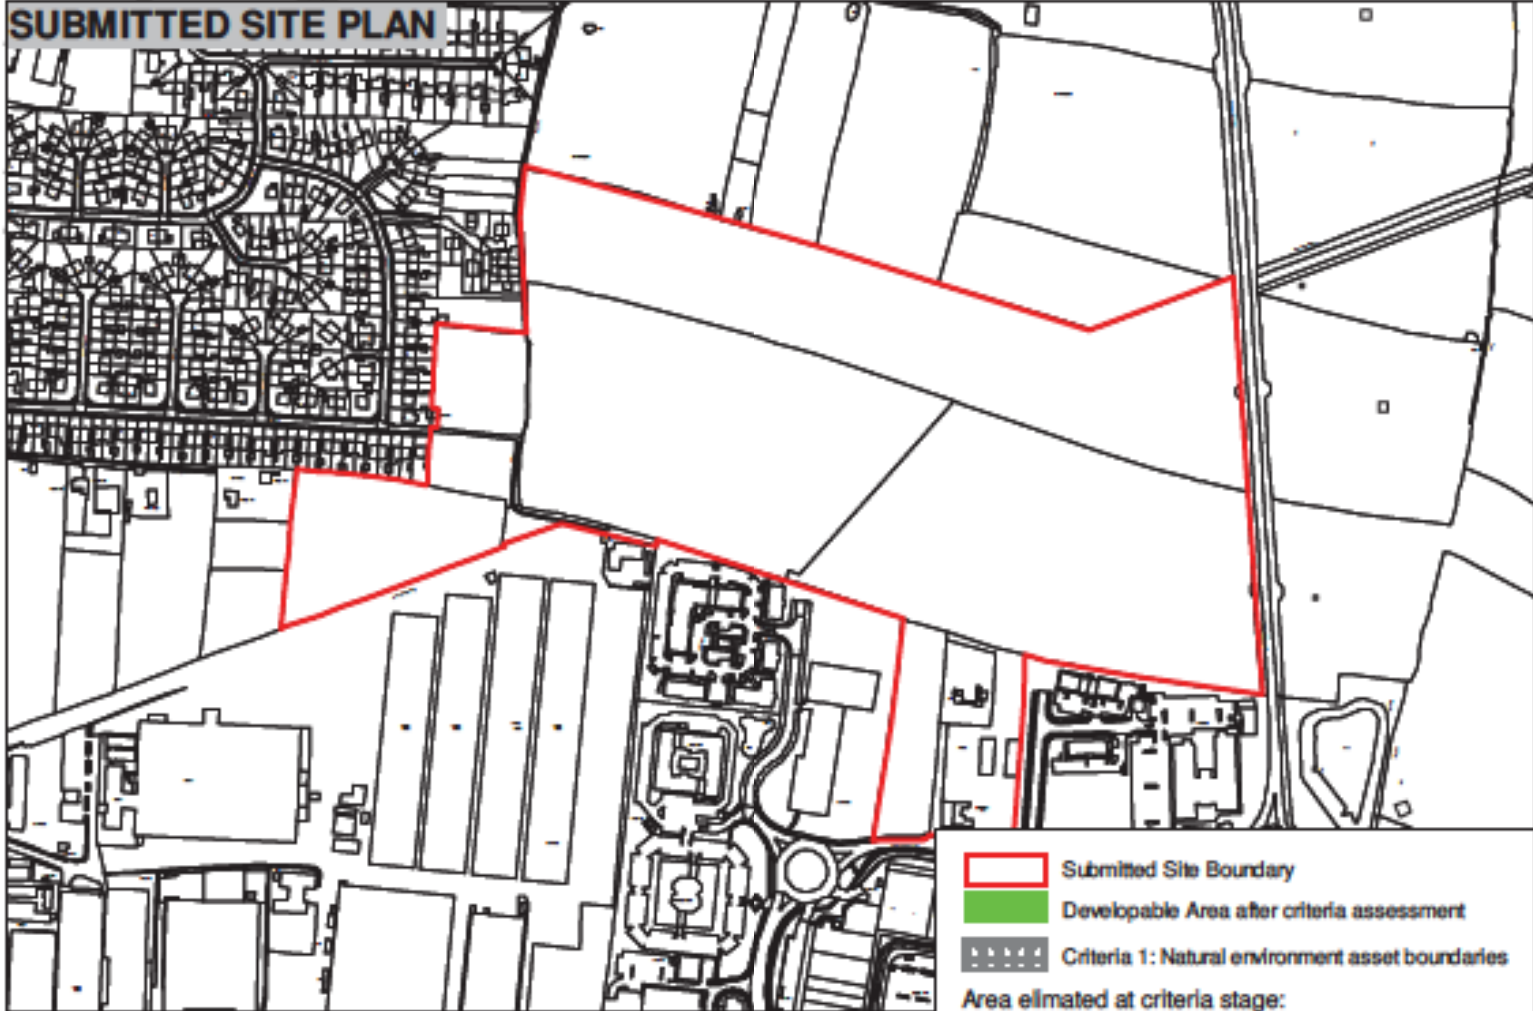 SUBMITTED SITE PLAN
Submitted Site Boundary
Developable Area after criteria assessment
Criteria 1: Natural environment asset boundaries
Area elimated at criteria stage: